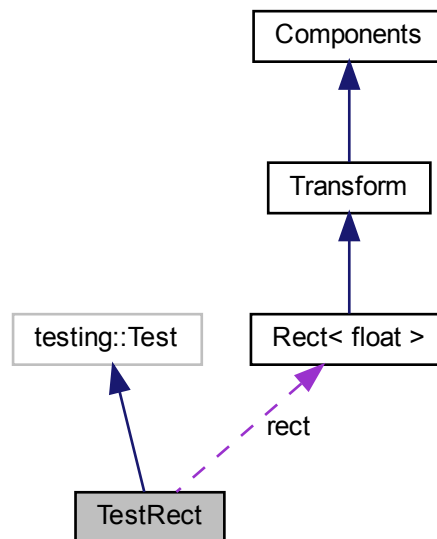 Components
Transform
testing::Test
Rect< float >
rect
TestRect